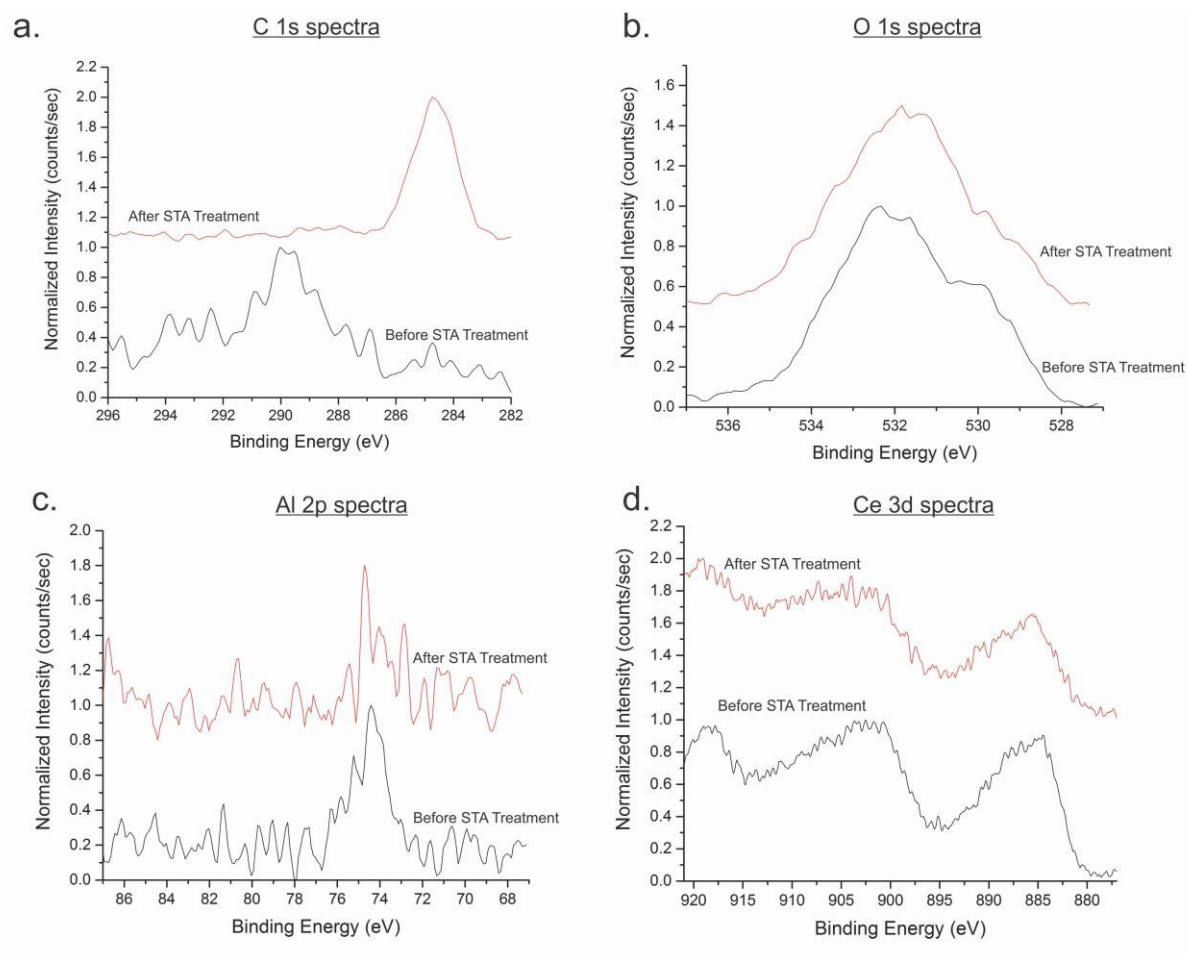 a.
C 1s spectra
Normalized Intensity (counts/sec)
2.2
2.0
1.8
1.6
1.4
1.2
1.0
0.8
0.6
0.4
0.2
0.0
After STA Treatment
Before STA Treatment
296 294 292 290 288 286 284 282
Binding Energy (eV)
b.
O 1s spectra
Normalized Intensity (counts/sec)
1.6
1.4
1.2
1.0
0.8
0.6
0.4
0.2
0.0
After STA Treatment
Before STA Treatment
536 534 532 530 528
Binding Energy (eV)
c.
Al 2p spectra
Normalized Intensity (counts/sec)
2.0
1.8
1.6
1.4
1.2
1.0
0.8
0.6
0.4
0.2
0.0
After STA Treatment
Before STA Treatment
86 84 82 80 78 76 74 72 70 68
Binding Energy (eV)
d.
Ce 3d spectra
Normalized Intensity (counts/sec)
2.2
2.0
1.8
1.6
1.4
1.2
1.0
0.8
0.6
0.4
0.2
0.0
After STA Treatment
Before STA Treatment
920 915 910 905 900 895 890 885 880
Binding Energy (eV)